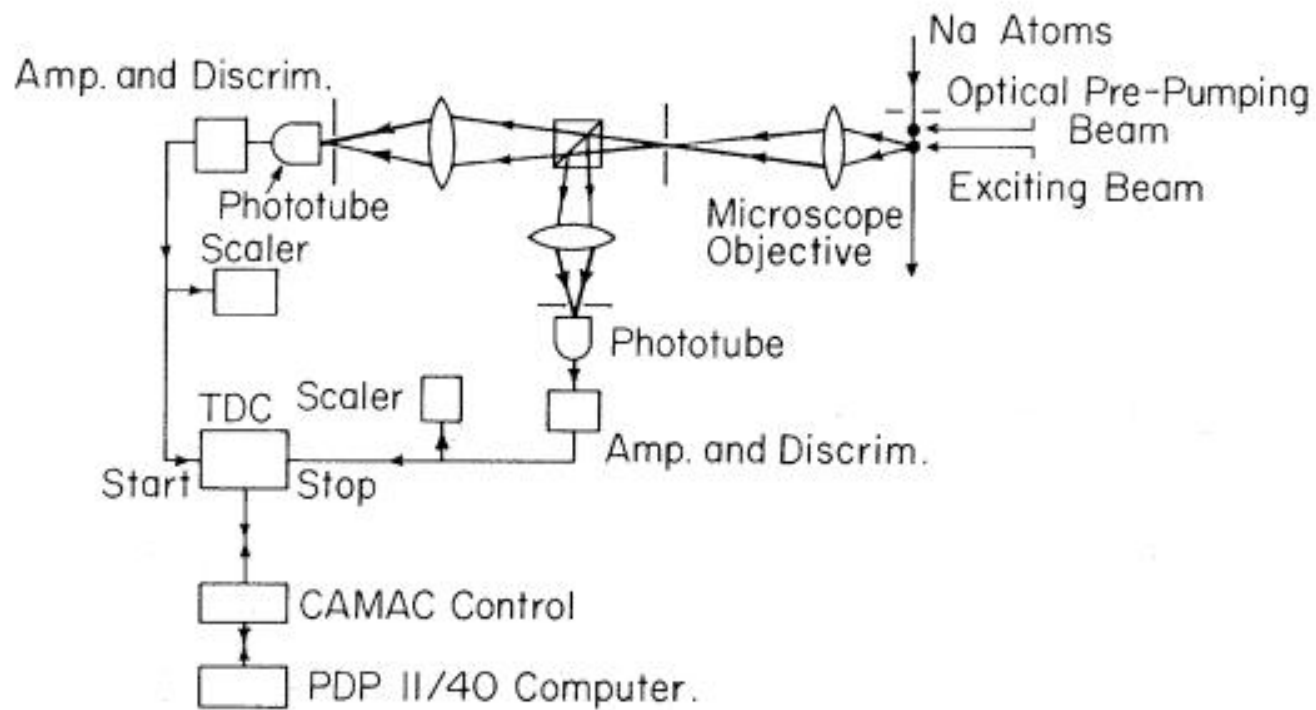 Na Atoms
Amp. and Discrim.
Optical Pre-Pumping
Beam
Exciting Beam
Phototube
Microscope
Objective
Scaler
Phototube
Scaler
TDC
Amp. and Discrim.
Start
Stop
CAMAC Control
PDP 11/40 Computer.